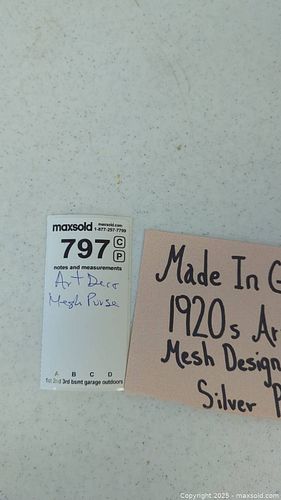 maxsold maxsold.com
1-877-257-7799
797 C
P
notes and measurements
Art Deco
Mesh Purse
A B C D
1st 2nd 3rd bsmt garage outdoors
Made In G
1920s Ar
Mesh Design
Silver P
Copyright 2025 - maxsold.com